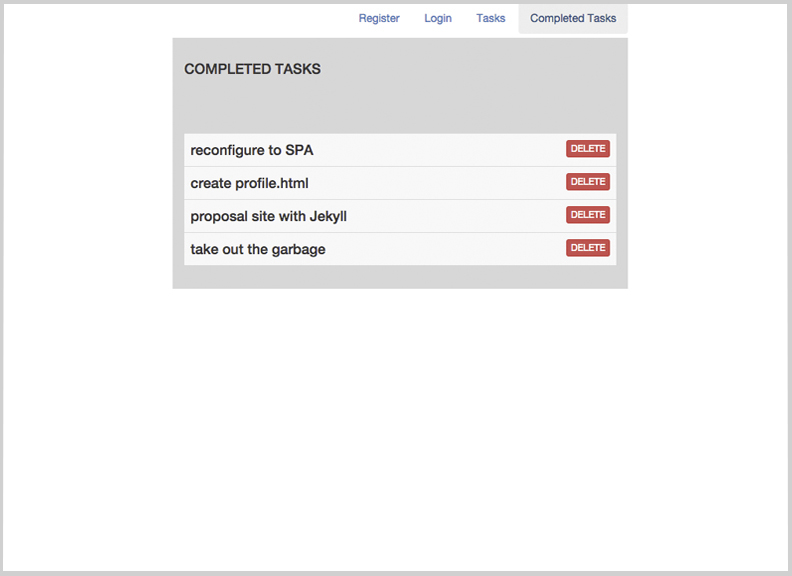 Register Login Tasks Completed Tasks
COMPLETED TASKS
reconfigure to SPA DELETE
create profile.html DELETE
proposal site with Jekyll DELETE
take out the garbage DELETE